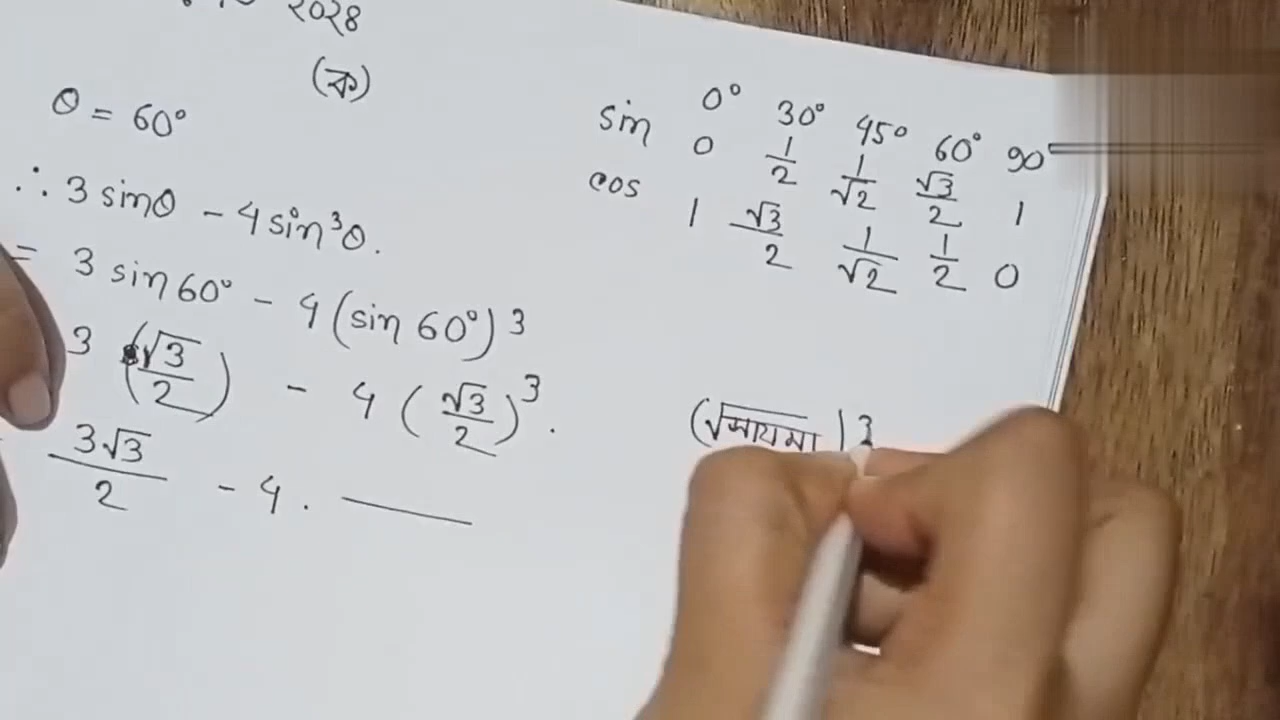 ২০২৪
(ক)
θ = 60°
∴ 3 sinθ - 4 sin³θ.
= 3 sin 60° - 4 (sin 60°)³
3 (√3/2) - 4 (√3/2)³.
3√3/2 - 4 .
0° 30° 45° 60° 90°
sin 0 1/2 1/√2 √3/2 1
cos 1 √3/2 1/√2 1/2 0
(√সায়মা)